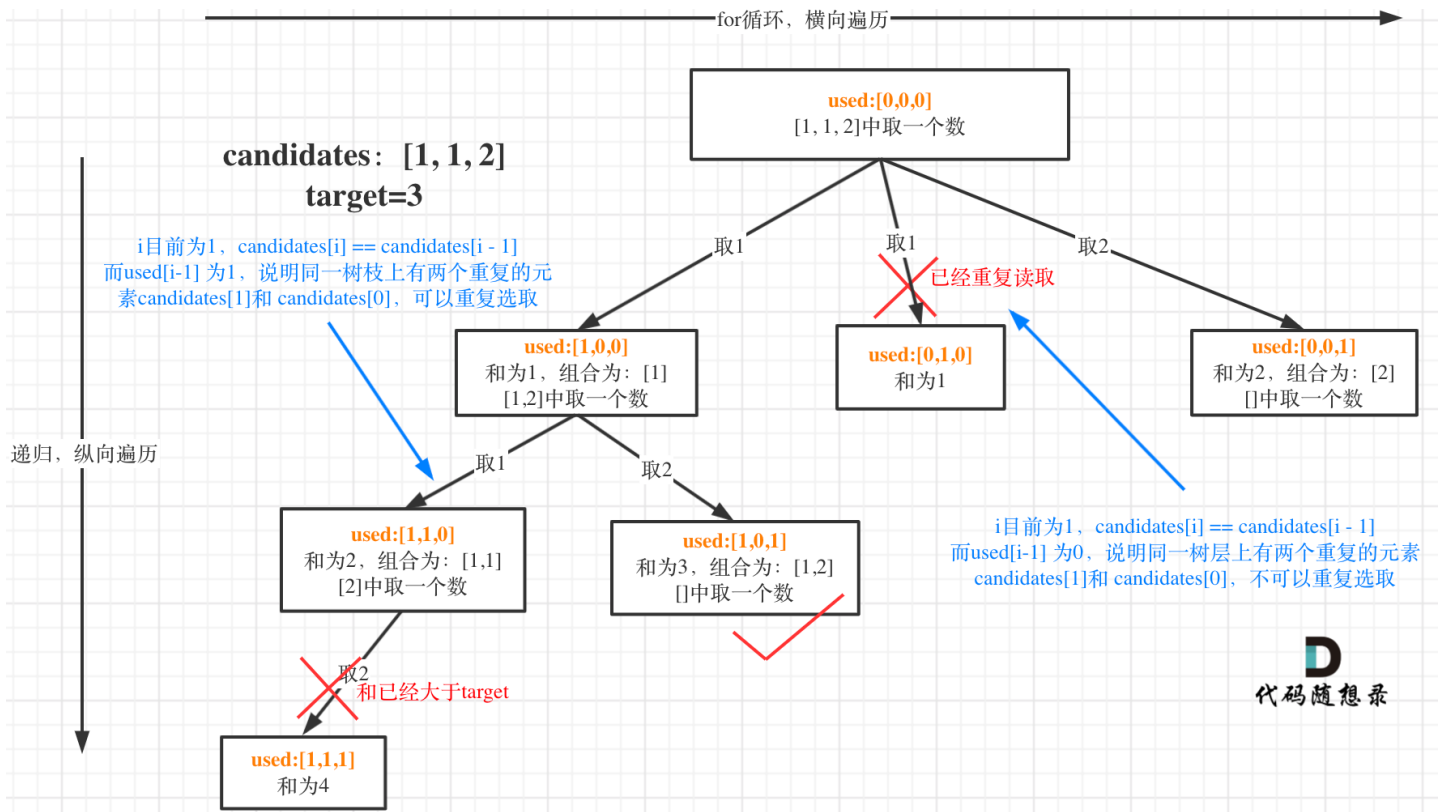 for循环，横向遍历
used:[0,0,0]
[1, 1, 2]中取一个数
candidates：[1, 1, 2]
target=3
i目前为1，candidates[i] == candidates[i - 1]
而used[i-1] 为1，说明同一树枝上有两个重复的元
素candidates[1]和 candidates[0]，可以重复选取
取1
取1
取2
已经重复读取
used:[1,0,0]
和为1，组合为：[1]
[1,2]中取一个数
used:[0,1,0]
和为1
used:[0,0,1]
和为2，组合为：[2]
[]中取一个数
递归，纵向遍历
取1
取2
used:[1,1,0]
和为2，组合为：[1,1]
[2]中取一个数
used:[1,0,1]
和为3，组合为：[1,2]
[]中取一个数
i目前为1，candidates[i] == candidates[i - 1]
而used[i-1] 为0，说明同一树层上有两个重复的元素
candidates[1]和 candidates[0]，不可以重复选取
取2
和已经大于target
used:[1,1,1]
和为4
代码随想录